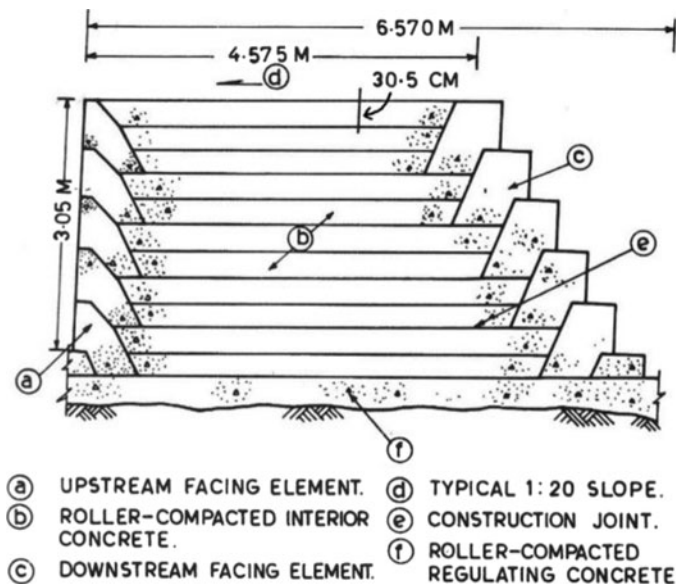 6·570 M
4·575 M
ⓓ
30·5 CM
3·05 M
ⓒ
ⓑ
ⓔ
ⓐ
ⓕ
ⓐ UPSTREAM FACING ELEMENT.
ⓑ ROLLER-COMPACTED INTERIOR
CONCRETE.
ⓒ DOWNSTREAM FACING ELEMENT.
ⓓ TYPICAL 1:20 SLOPE.
ⓔ CONSTRUCTION JOINT.
ⓕ ROLLER-COMPACTED
REGULATING CONCRETE